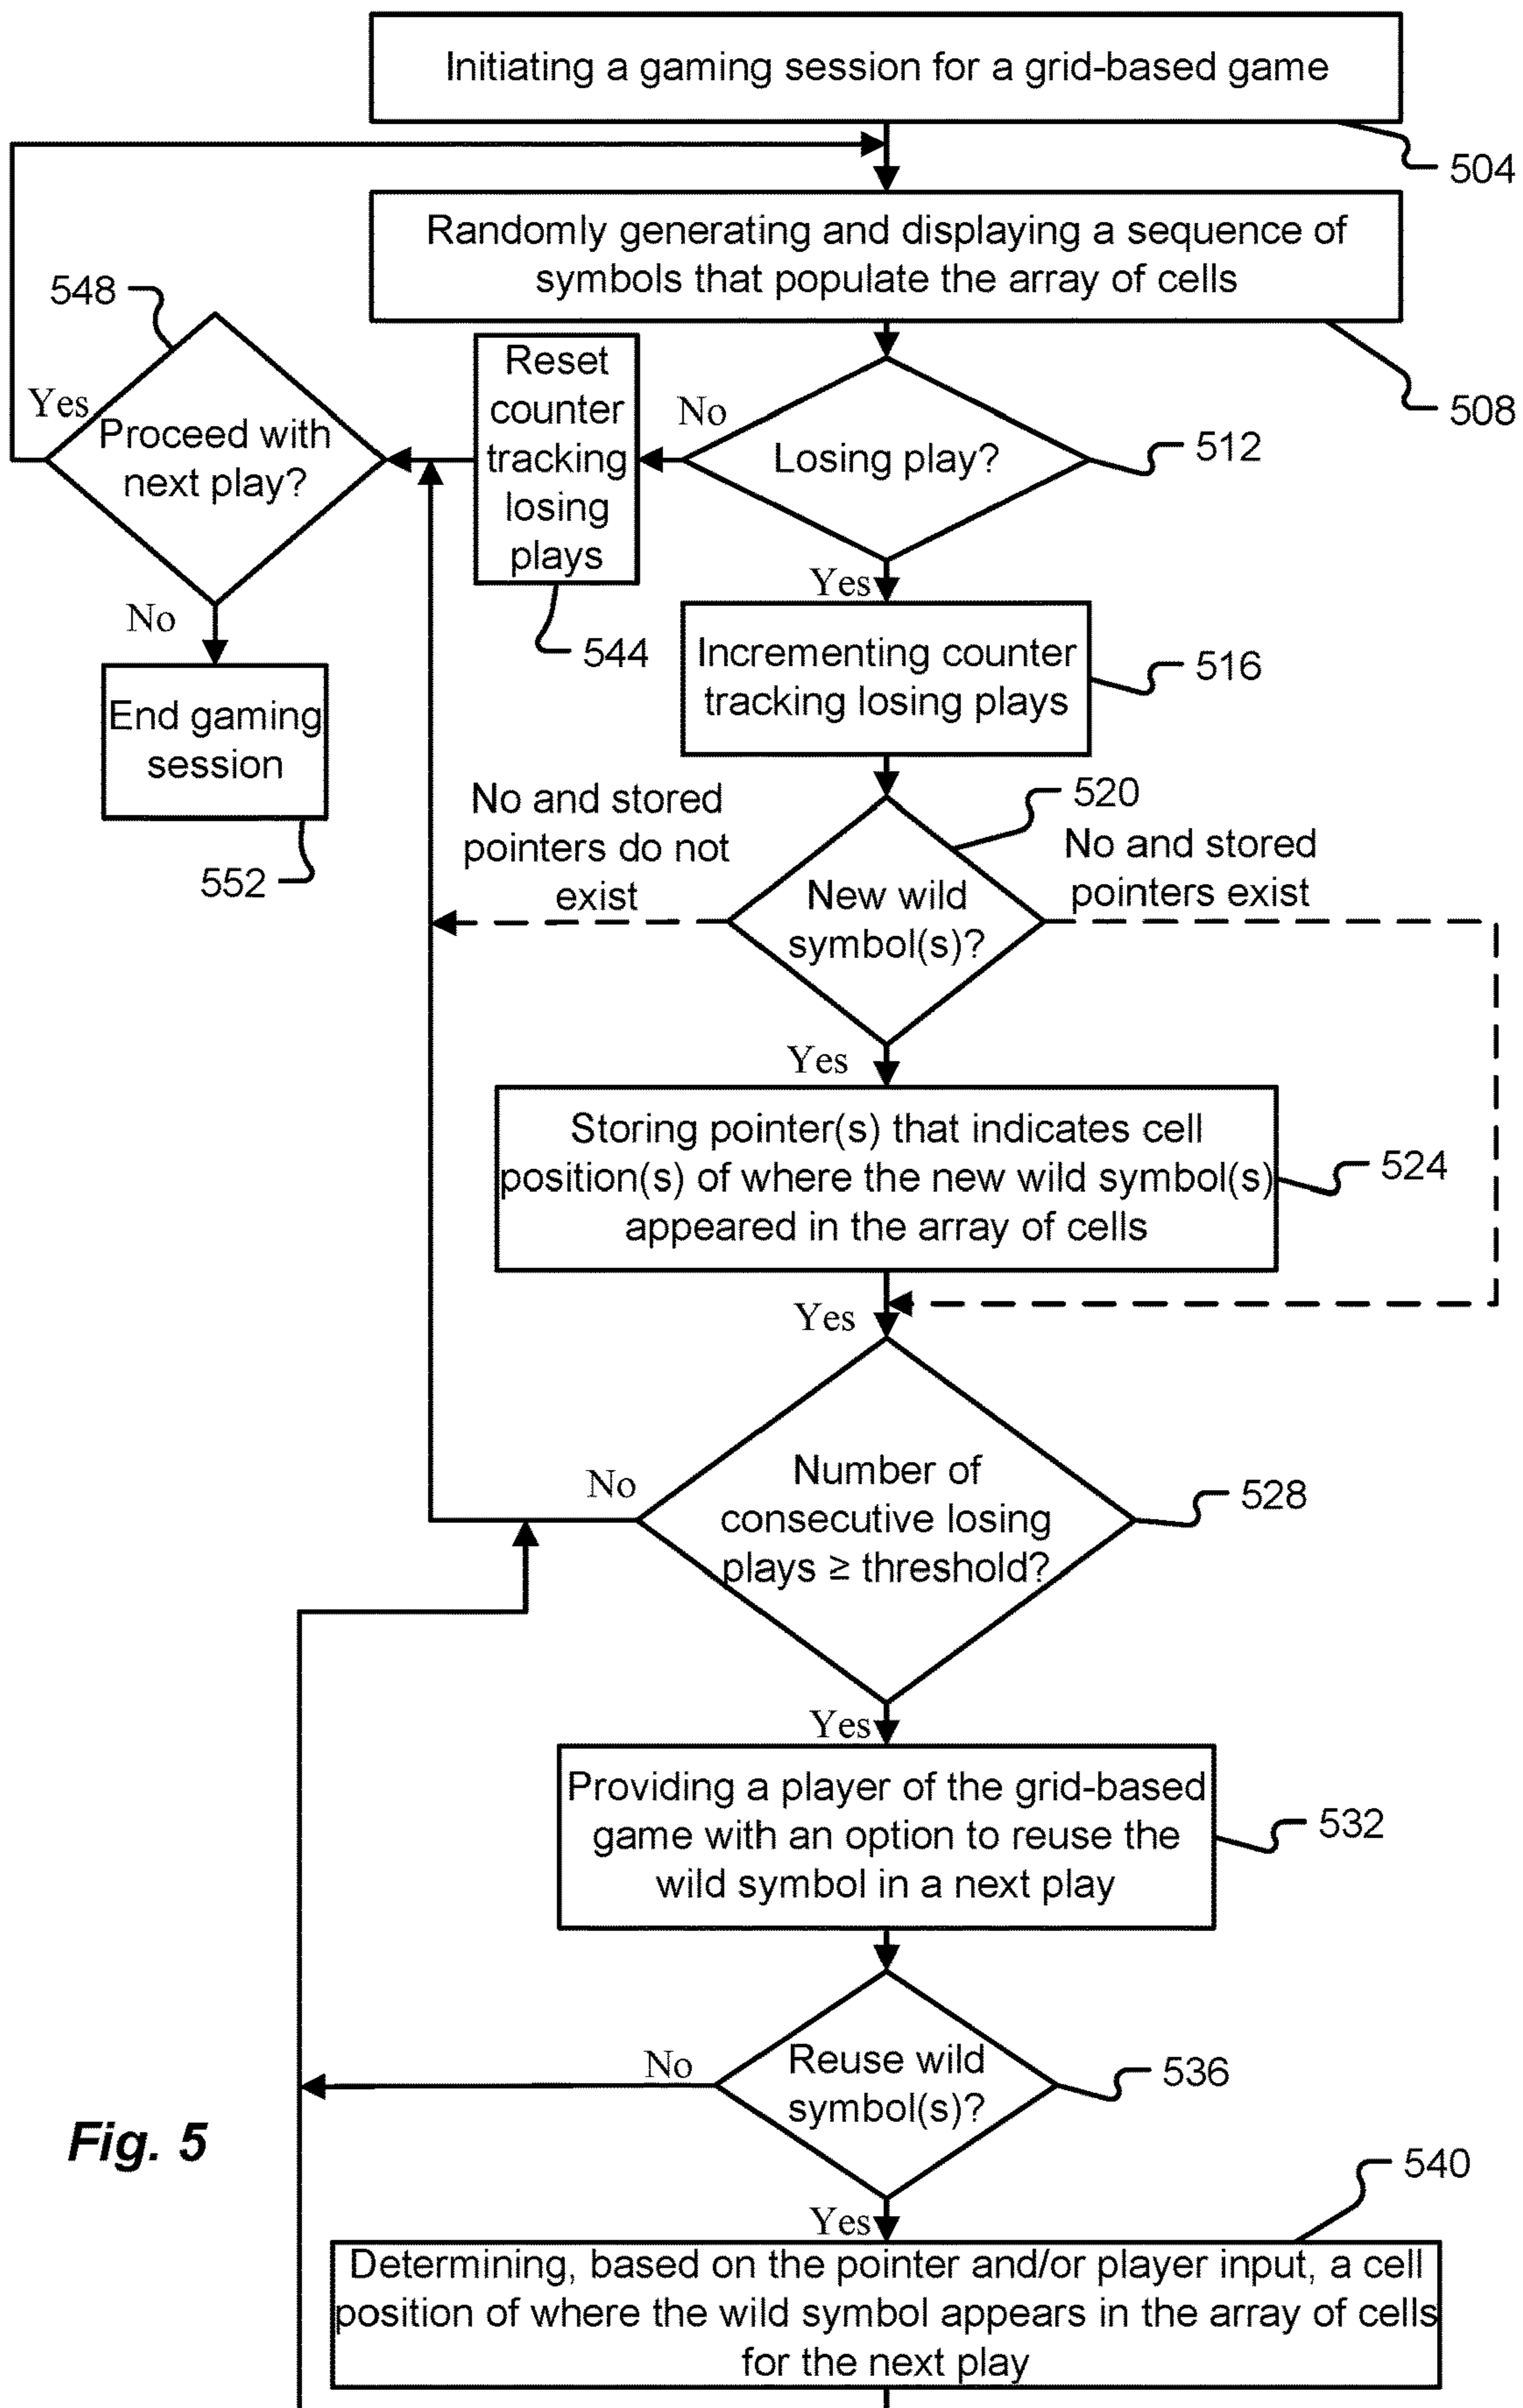 Initiating a gaming session for a grid-based game
504
Randomly generating and displaying a sequence of
symbols that populate the array of cells
508
548
Yes
Proceed with
next play?
No
End gaming
session
552
Reset
counter
tracking
losing
plays
544
No
Losing play?
512
Yes
Incrementing counter
tracking losing plays
516
No and stored
pointers do not
exist
520
No and stored
pointers exist
New wild
symbol(s)?
Yes
Storing pointer(s) that indicates cell
position(s) of where the new wild symbol(s)
appeared in the array of cells
524
Yes
No
Number of
consecutive losing
plays ≥ threshold?
528
Yes
Providing a player of the grid-based
game with an option to reuse the
wild symbol in a next play
532
No
Reuse wild
symbol(s)?
536
Fig. 5
Yes
540
Determining, based on the pointer and/or player input, a cell
position of where the wild symbol appears in the array of cells
for the next play